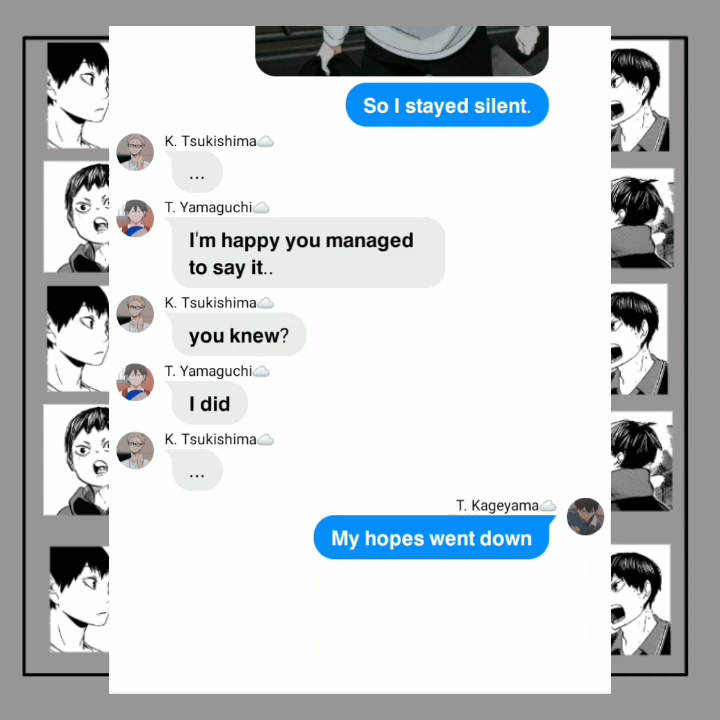 So I stayed silent.
K. Tsukishima☁️
...
T. Yamaguchi☁️
I'm happy you managed
to say it..
K. Tsukishima☁️
you knew?
T. Yamaguchi☁️
I did
K. Tsukishima☁️
...
T. Kageyama☁️
My hopes went down